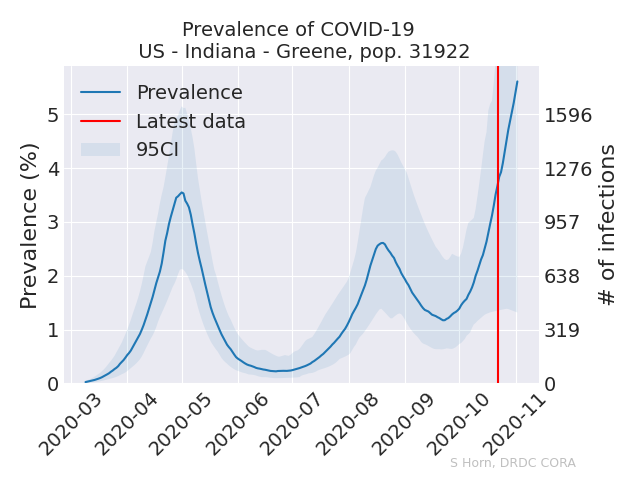 Prevalence of COVID-19
US - Indiana - Greene, pop. 31922
Prevalence
Latest data
95CI
Prevalence (%)
5
4
3
2
1
0
1596
1276
957
638
319
0
# of infections
2020-03
2020-04
2020-05
2020-06
2020-07
2020-08
2020-09
2020-10
2020-11
S Horn, DRDC CORA